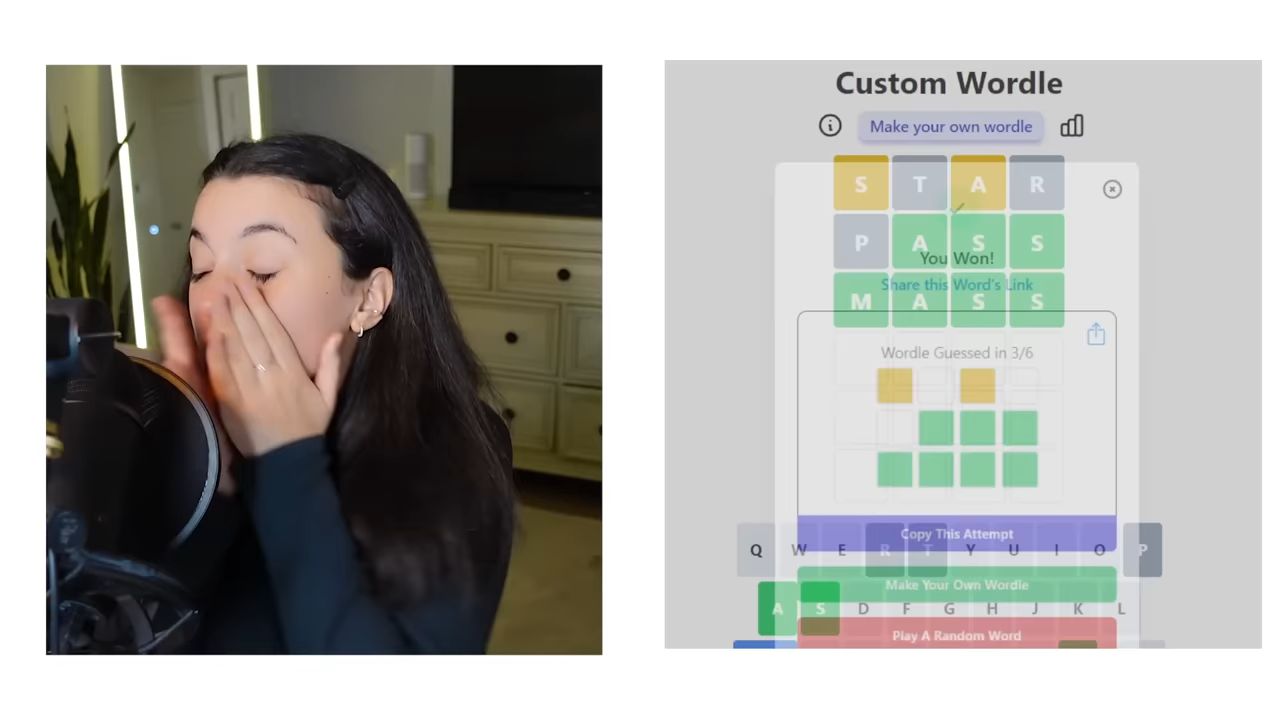 Custom Wordle
Make your own wordle
S T A R
P A S S
You Won!
Share this Word's Link
M A S S
Wordle Guessed in 3/6
Copy This Attempt
Q W E R T Y U I O P
Make Your Own Wordle
A S D F G H J K L
Play A Random Word